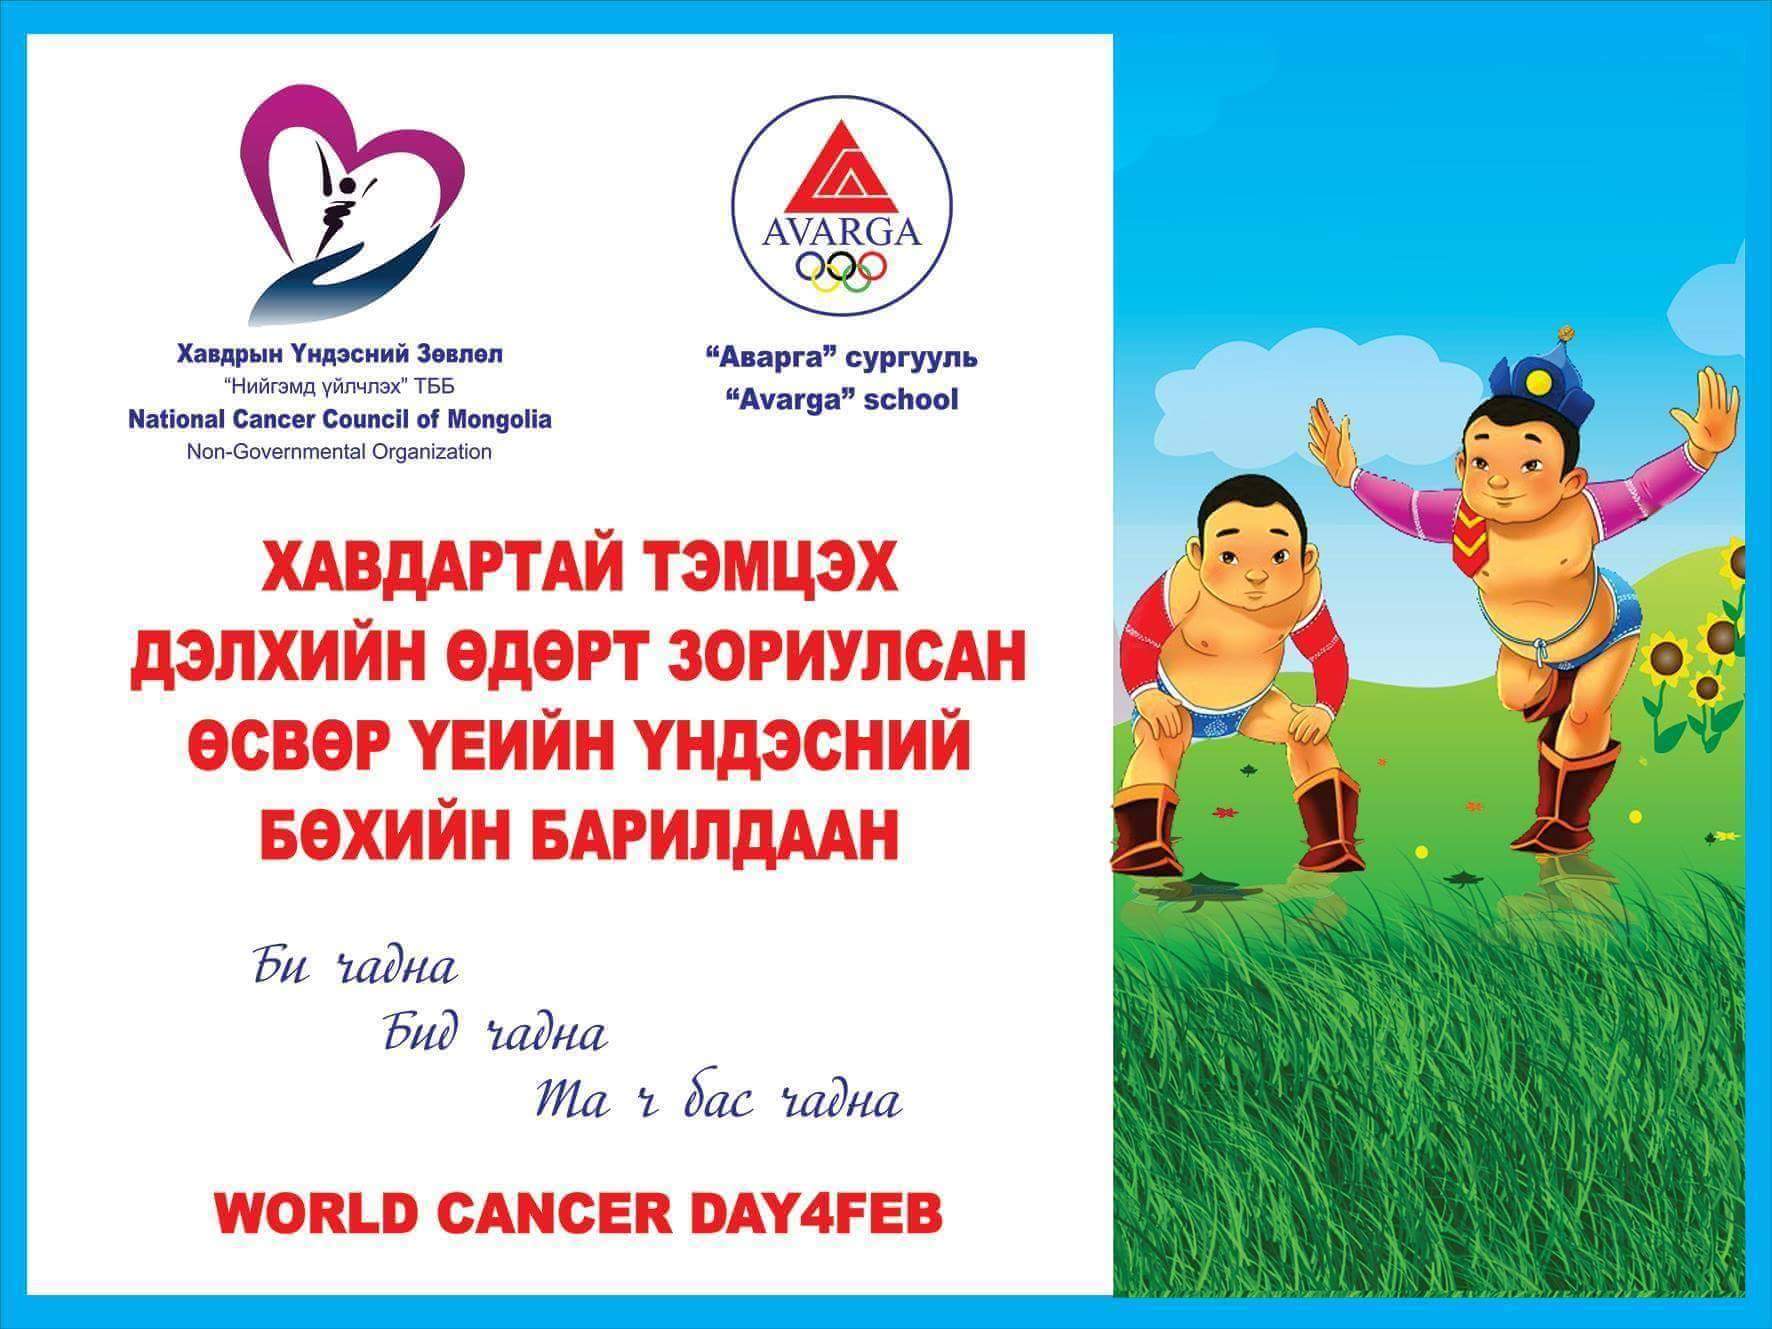 AVARGA
Хавдрын Үндэсний Зөвлөл
“Нийгэмд үйлчлэх” ТББ
National Cancer Council of Mongolia
Non-Governmental Organization
“Аварга” сургууль
“Avarga” school
ХАВДАРТАЙ ТЭМЦЭХ
ДЭЛХИЙН ӨДӨРТ ЗОРИУЛСАН
ӨСВӨР ҮЕИЙН ҮНДЭСНИЙ
БӨХИЙН БАРИЛДААН
Би чадна
Бид чадна
Та ч бас чадна
WORLD CANCER DAY4FEB